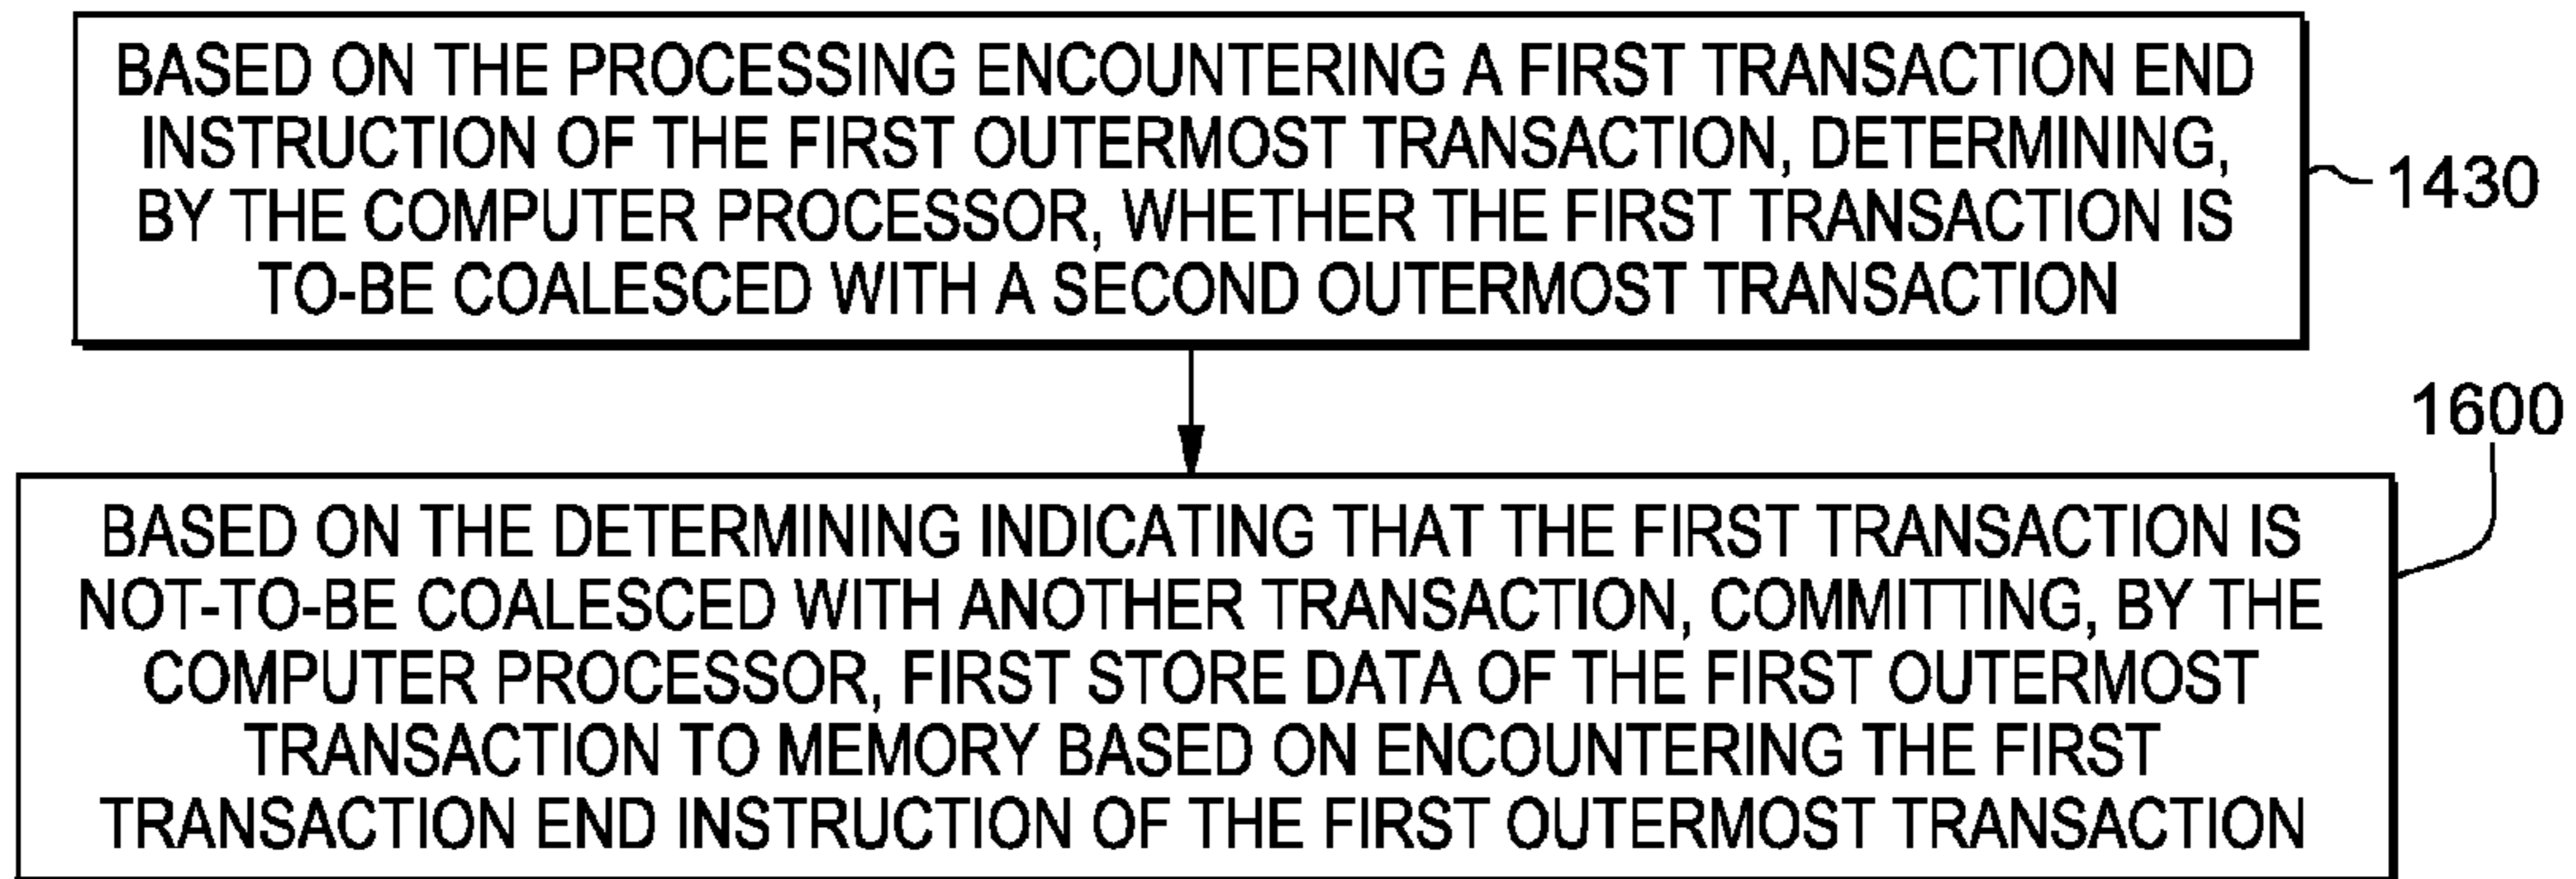 BASED ON THE PROCESSING ENCOUNTERING A FIRST TRANSACTION END
INSTRUCTION OF THE FIRST OUTERMOST TRANSACTION, DETERMINING,
BY THE COMPUTER PROCESSOR, WHETHER THE FIRST TRANSACTION IS
TO-BE COALESCED WITH A SECOND OUTERMOST TRANSACTION
1430
1600
BASED ON THE DETERMINING INDICATING THAT THE FIRST TRANSACTION IS
NOT-TO-BE COALESCED WITH ANOTHER TRANSACTION, COMMITTING, BY THE
COMPUTER PROCESSOR, FIRST STORE DATA OF THE FIRST OUTERMOST
TRANSACTION TO MEMORY BASED ON ENCOUNTERING THE FIRST
TRANSACTION END INSTRUCTION OF THE FIRST OUTERMOST TRANSACTION